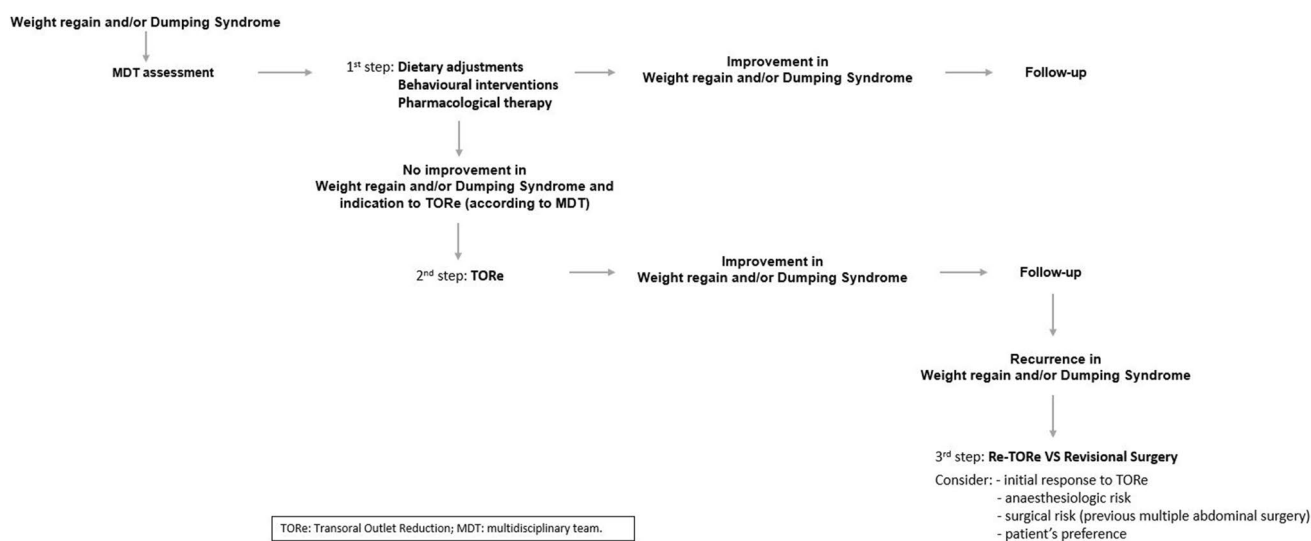 Weight regain and/or Dumping Syndrome
MDT assessment
1st step: Dietary adjustments
Behavioural interventions
Pharmacological therapy
Improvement in
Weight regain and/or Dumping Syndrome
Follow-up
No improvement in
Weight regain and/or Dumping Syndrome and
indication to TORe (according to MDT)
2nd step: TORe
Improvement in
Weight regain and/or Dumping Syndrome
Follow-up
Recurrence in
Weight regain and/or Dumping Syndrome
3rd step: Re-TORe VS Revisional Surgery
Consider: - initial response to TORe
- anaesthesiologic risk
- surgical risk (previous multiple abdominal surgery)
- patient's preference
TORe: Transoral Outlet Reduction; MDT: multidisciplinary team.